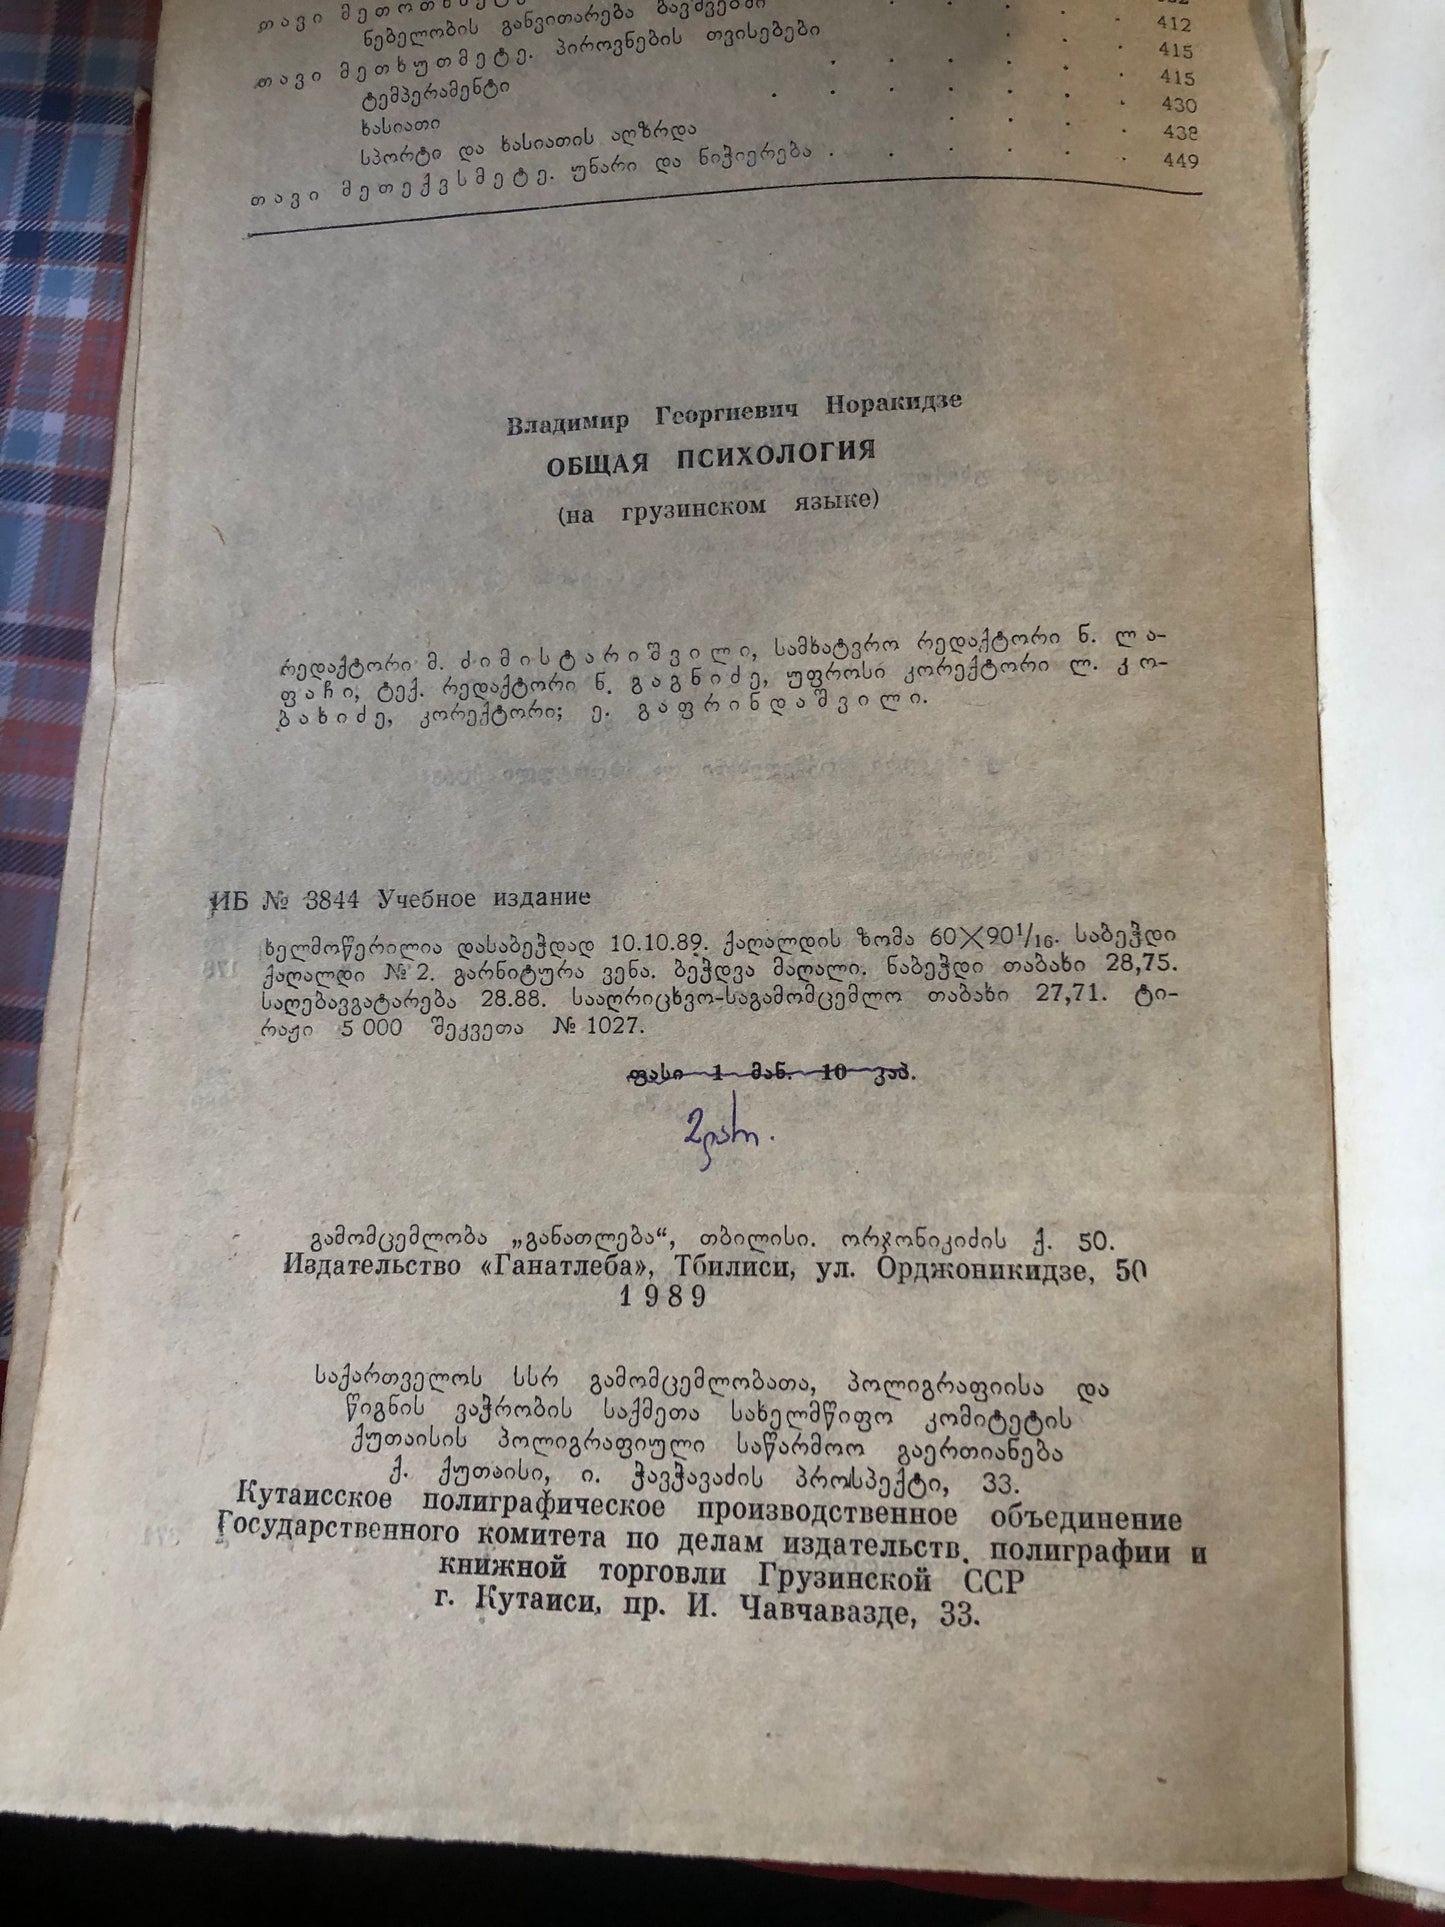 თავი
ნებელობის განვითარება ბავშვებში
412
თავი მეთხუთმეტე. პიროვნების თვისებები . . . 415
ტემპერამენტი . . . . . . 415
ხასიათი . . . . . . . 430
სპორტი და ხასიათის აღზრდა . . . . 438
თავი მეთექვსმეტე. უნარი და ნიჭიერება . . . . . . 449
Владимир Георгиевич Норакидзе
ОБЩАЯ ПСИХОЛОГИЯ
(на грузинском языке)
რედაქტორი მ. ძიმისტარიშვილი, სამხატვრო რედაქტორი ნ. ლა-
ფაჩი, ტექ. რედაქტორი ნ. გაგნიძე, უფროსი კორექტორი ლ. კო-
ბახიძე, კორექტორი; ე. გაფრინდაშვილი.
ИБ № 3844 Учебное издание
ხელმოწერილია დასაბეჭდად 10.10.89. ქაღალდის ზომა 60×90¹/₁₆. საბეჭდი
ქაღალდი № 2. გარნიტურა ვენა. ბეჭდვა მაღალი. ნაბეჭდი თაბახი 28,75.
საღებავგატარება 28.88. სააღრიცხვო-საგამომცემლო თაბახი 27,71. ტი-
რაჟი 5 000 შეკვეთა № 1027.
ფასი 1 მან. 10 კაპ.
გამომცემლობა „განათლება“, თბილისი. ორჯონიკიძის ქ. 50.
Издательство «Ганатлеба», Тбилиси, ул. Орджоникидзе, 50
1989
საქართველოს სსრ გამომცემლობათა, პოლიგრაფიისა და
წიგნის ვაჭრობის საქმეთა სახელმწიფო კომიტეტის
ქუთაისის პოლიგრაფიული საწარმოო გაერთიანება
ქ. ქუთაისი, ი. ჭავჭავაძის პროსპექტი, 33.
Кутаисское полиграфическое производственное объединение
Государственного комитета по делам издательств, полиграфии и
книжной торговли Грузинской ССР
г. Кутаиси, пр. И. Чавчавазде, 33.